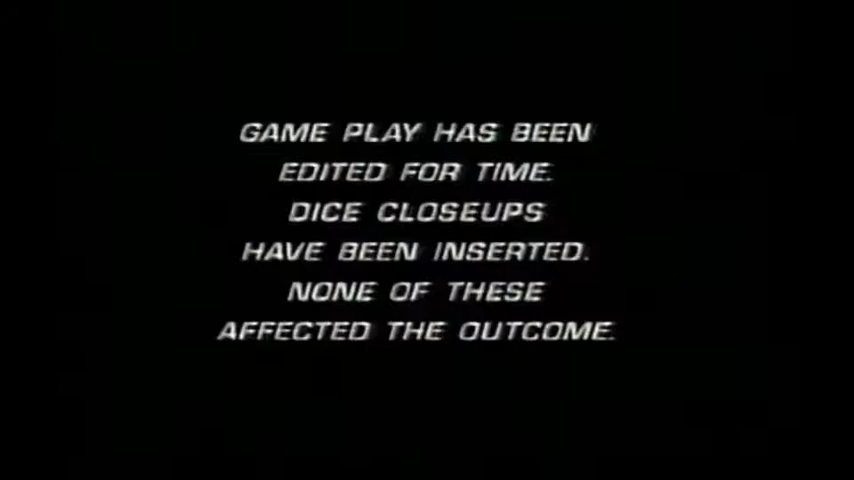 GAME PLAY HAS BEEN
EDITED FOR TIME.
DICE CLOSEUPS
HAVE BEEN INSERTED.
NONE OF THESE
AFFECTED THE OUTCOME.